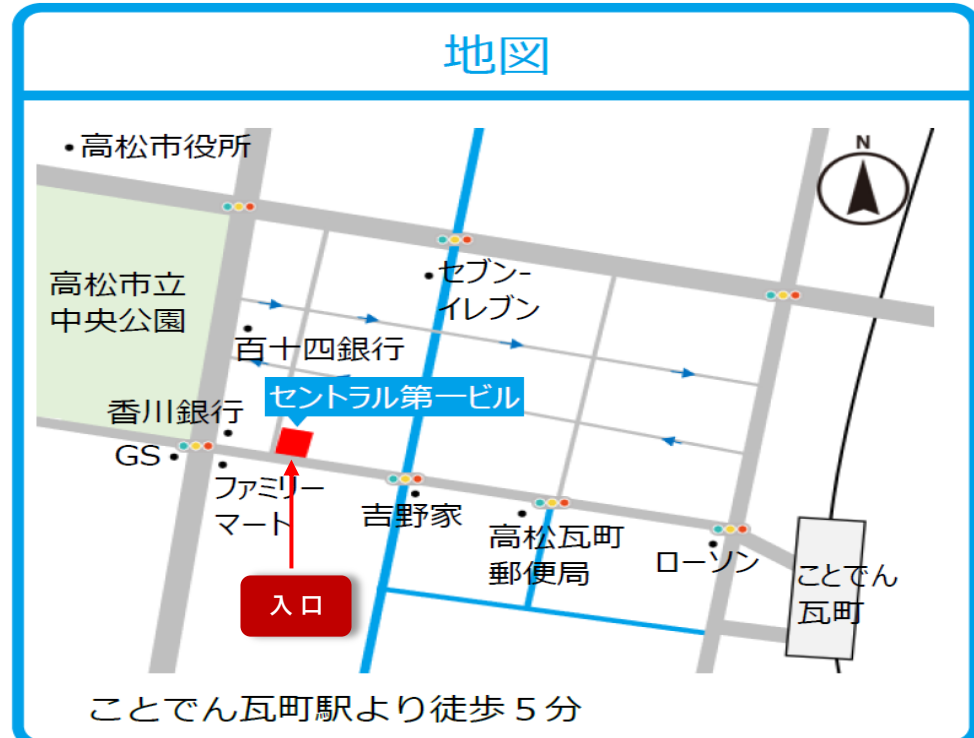 地図
N
高松市役所
セブン-
イレブン
高松市立
中央公園
百十四銀行
セントラル第一ビル
香川銀行
GS
ファミリー
マート
吉野家
高松瓦町
郵便局
ローソン
ことでん
瓦町
入口
ことでん瓦町駅より徒歩5分